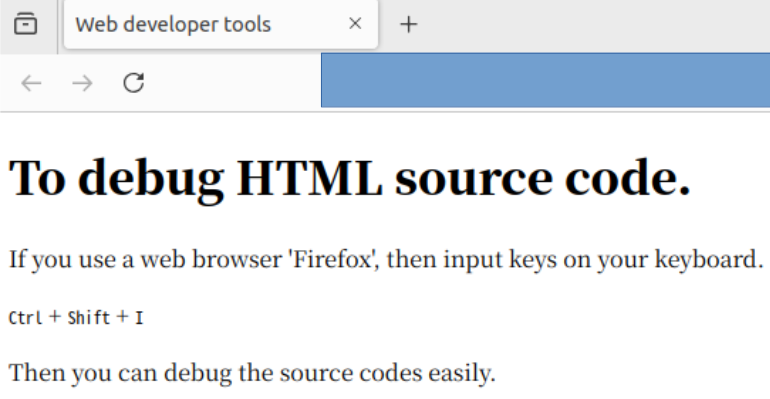 Web developer tools
To debug HTML source code.
If you use a web browser 'Firefox', then input keys on your keyboard.
Ctrl + Shift + I
Then you can debug the source codes easily.